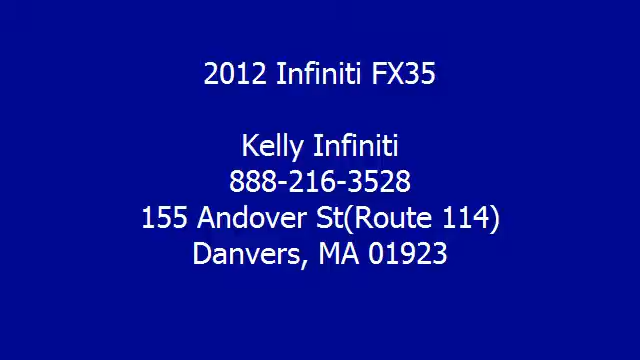 2012 Infiniti FX35
Kelly Infiniti
888-216-3528
155 Andover St(Route 114)
Danvers, MA 01923